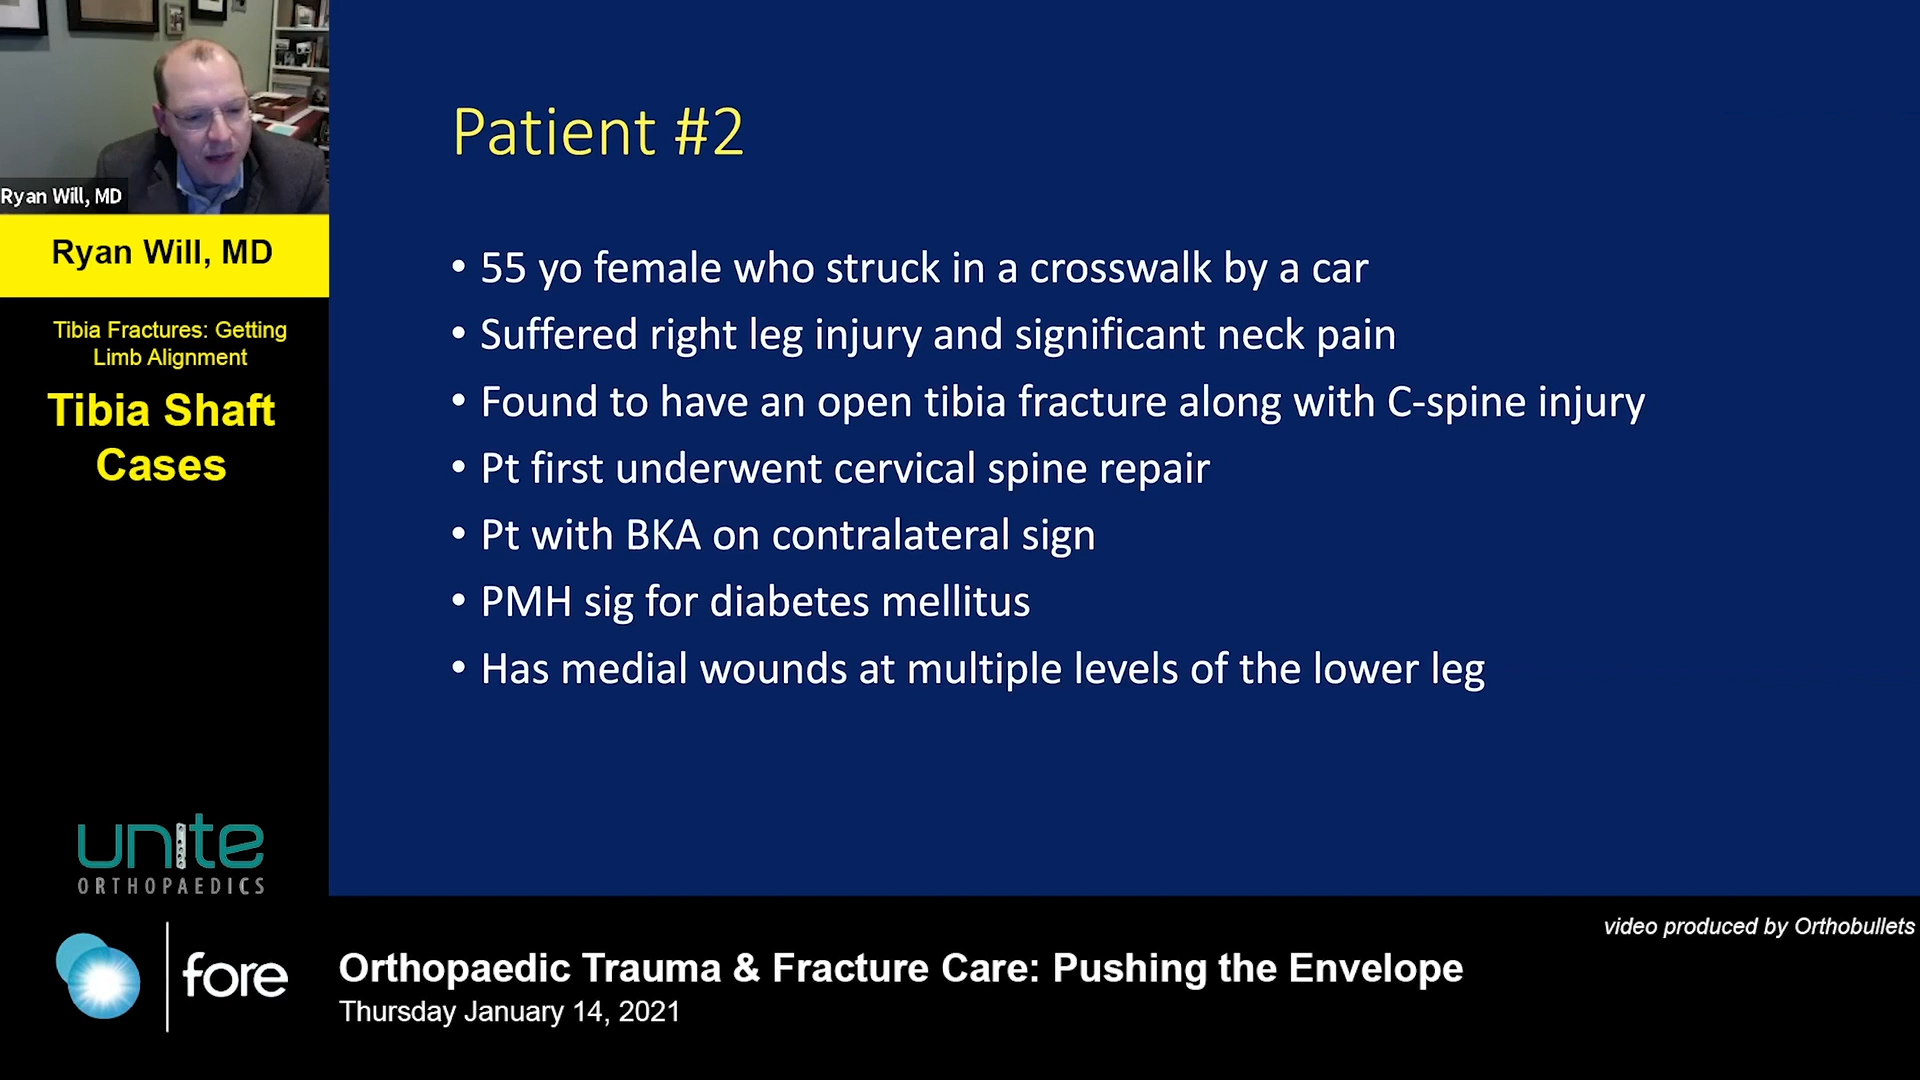 Ryan Will, MD
Ryan Will, MD
Tibia Fractures: Getting
Limb Alignment
Tibia Shaft
Cases
Patient #2
• 55 yo female who struck in a crosswalk by a car
• Suffered right leg injury and significant neck pain
• Found to have an open tibia fracture along with C-spine injury
• Pt first underwent cervical spine repair
• Pt with BKA on contralateral sign
• PMH sig for diabetes mellitus
• Has medial wounds at multiple levels of the lower leg
unite
ORTHOPAEDICS
fore
video produced by Orthobullets
Orthopaedic Trauma & Fracture Care: Pushing the Envelope
Thursday January 14, 2021